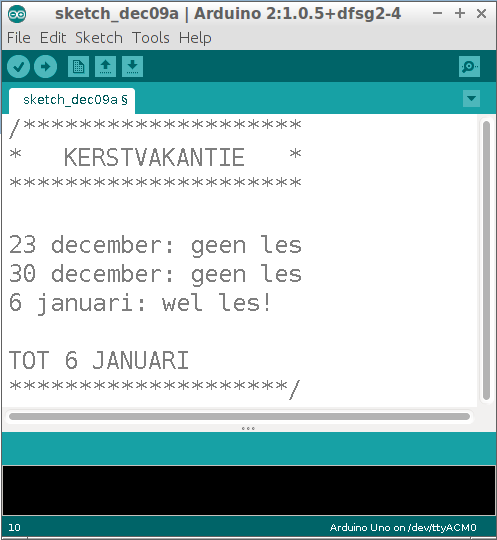 sketch_dec09a | Arduino 2:1.0.5+dfsg2-4
File Edit Sketch Tools Help
sketch_dec09a §
/********************
*   KERSTVAKANTIE   *
*********************
23 december: geen les
30 december: geen les
6 januari: wel les!
TOT 6 JANUARI
********************/
10
Arduino Uno on /dev/ttyACM0